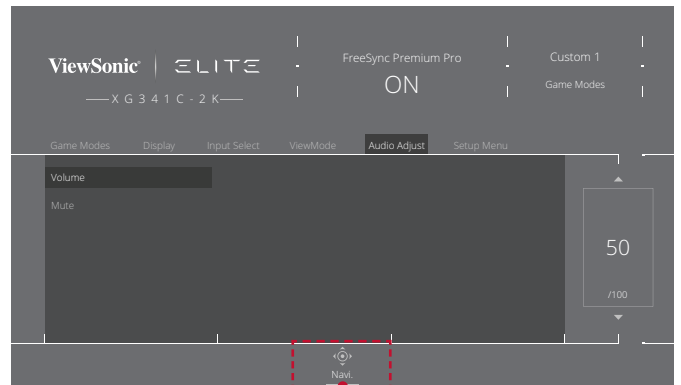 ViewSonic® ELITE
XG341C-2K
FreeSync Premium Pro
ON
Custom 1
Game Modes
Game Modes Display Input Select ViewMode Audio Adjust Setup Menu
Volume
Mute
50
/100
Navi.